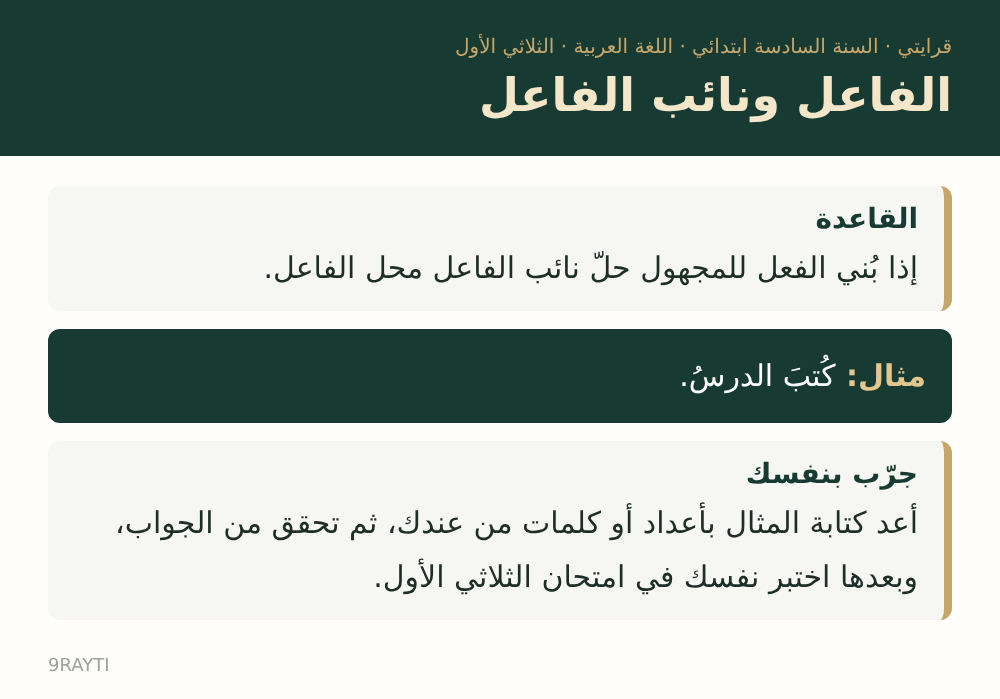 قرايتي · السنة السادسة ابتدائي · اللغة العربية · الثلاثي الأول
الفاعل ونائب الفاعل
القاعدة
إذا بُني الفعل للمجهول حلّ نائب الفاعل محل الفاعل.
مثال: كُتبَ الدرسُ.
جرّب بنفسك
أعد كتابة المثال بأعداد أو كلمات من عندك، ثم تحقق من الجواب،
وبعدها اختبر نفسك في امتحان الثلاثي الأول.
9RAYTI